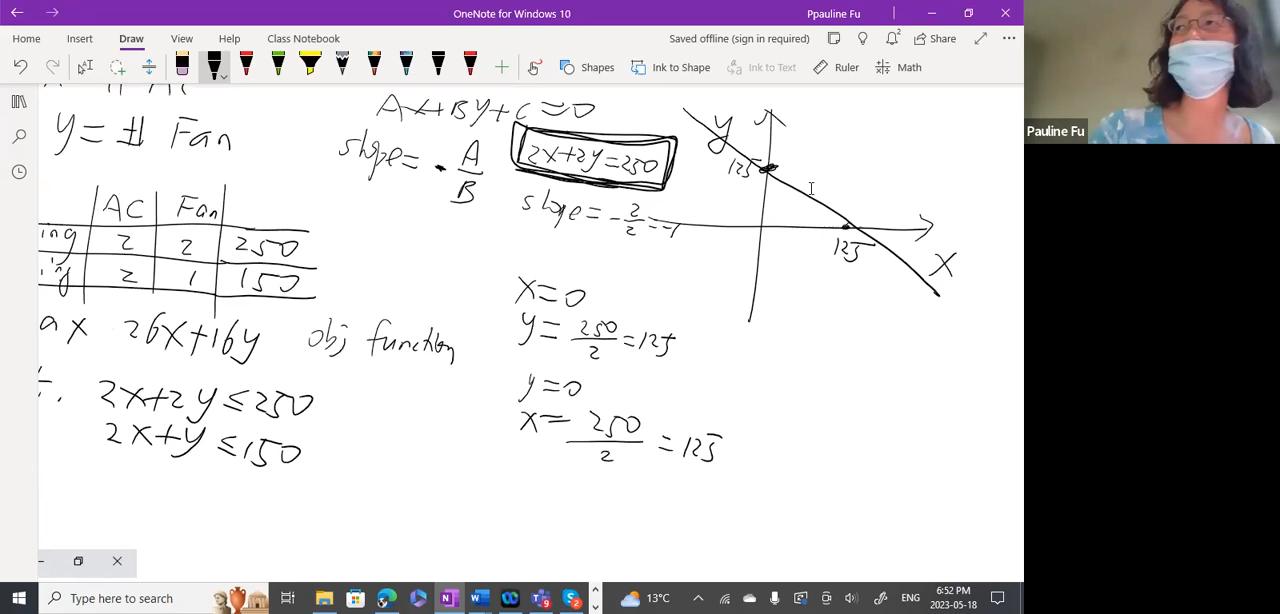 OneNote for Windows 10
Ppauline Fu
Home Insert Draw View Help Class Notebook
Saved offline (sign in required)
Share
Shapes Ink to Shape Ink to Text Ruler Math
Pauline Fu
y = # Fan
AC Fan
ing 2 2 250
2 1 150
ax 26x+16y obj function
2x+2y ≤ 250
2x+y ≤ 150
Ax+By+C=0
slope = - A/B
2x+2y=250
slope = - 2/2 = -1
x=0
y = 250/2 = 125
y=0
x = 250/2 = 125
y
125
125
x
Type here to search
13°C
ENG
6:52 PM
2023-05-18